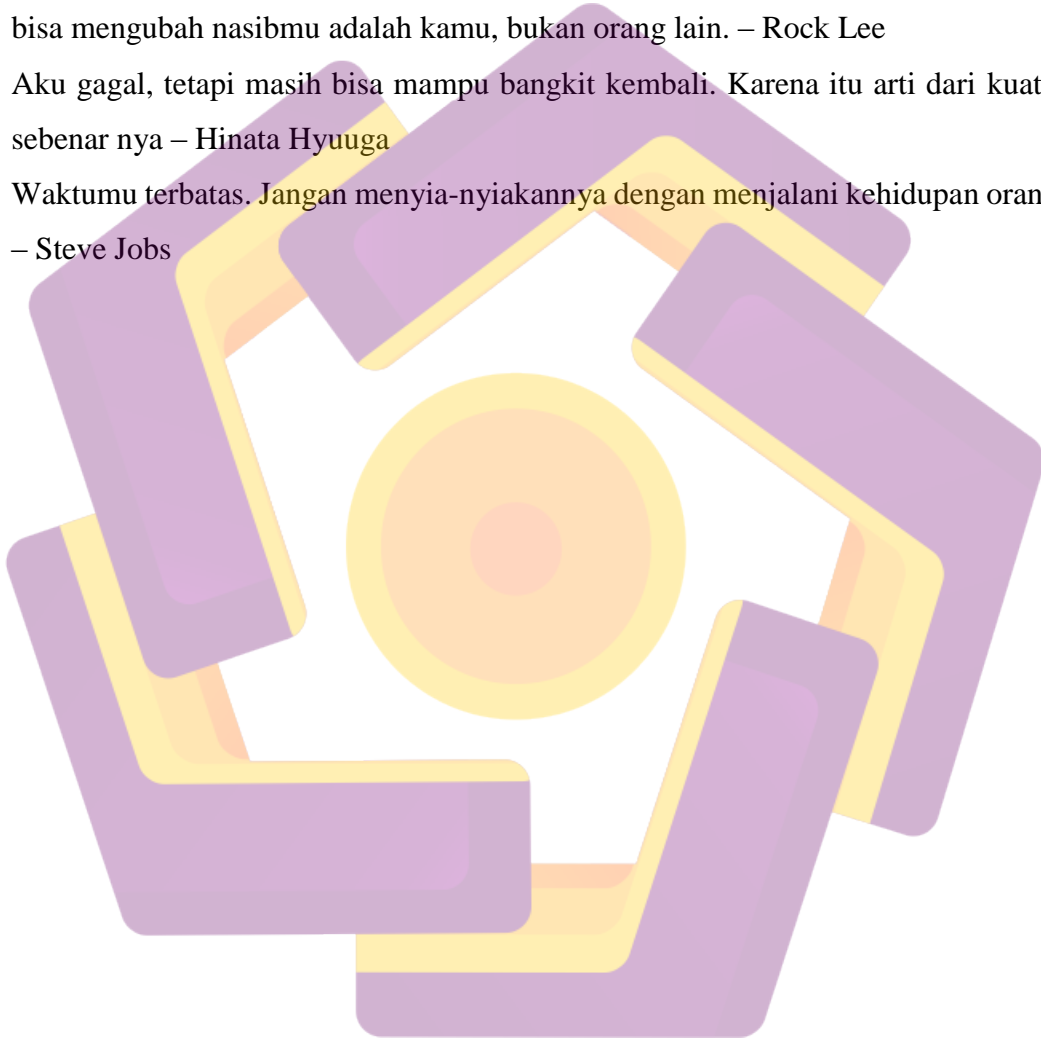 bisa mengubah nasibmu adalah kamu, bukan orang lain. – Rock Lee
Aku gagal, tetapi masih bisa mampu bangkit kembali. Karena itu arti dari kuat
sebenar nya – Hinata Hyuuga
Waktumu terbatas. Jangan menyia-nyiakannya dengan menjalani kehidupan oran
– Steve Jobs